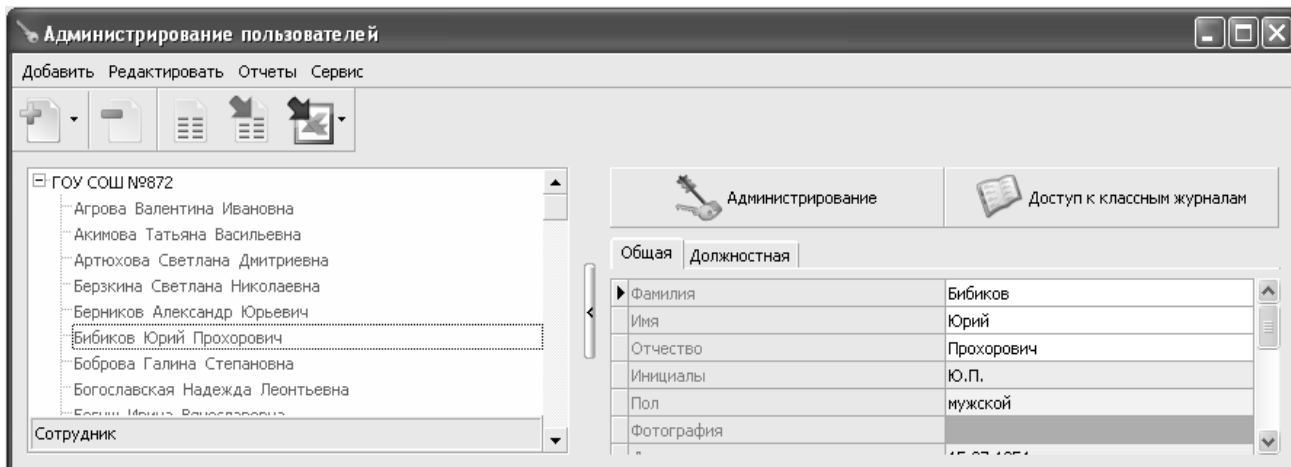 Администрирование пользователей
Добавить Редактировать Отчеты Сервис
ГОУ СОШ №872
Агрова Валентина Ивановна
Акимова Татьяна Васильевна
Артюхова Светлана Дмитриевна
Берзкина Светлана Николаевна
Берников Александр Юрьевич
Бибиков Юрий Прохорович
Боброва Галина Степановна
Богославская Надежда Леонтьевна
Сотрудник
Администрирование
Доступ к классным журналам
Общая Должностная
Фамилия Бибиков
Имя Юрий
Отчество Прохорович
Инициалы Ю.П.
Пол мужской
Фотография